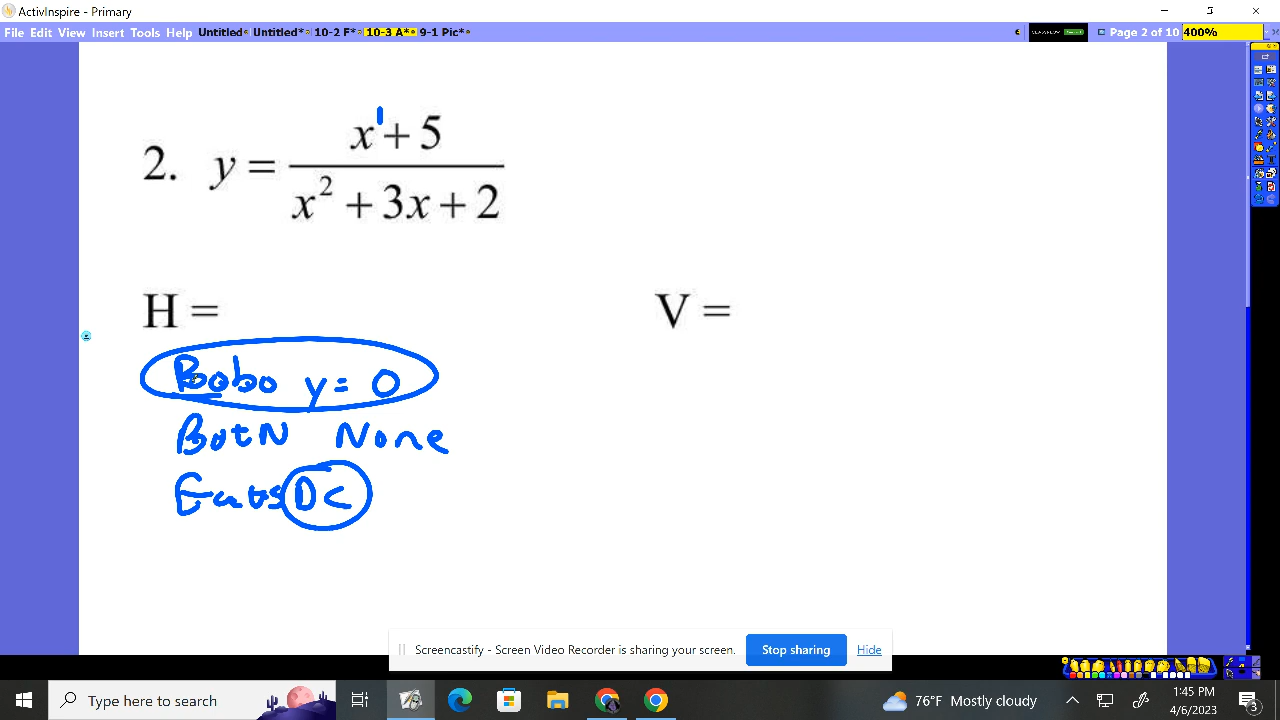 ActivInspire - Primary
File Edit View Insert Tools Help Untitled Untitled* 10-2 F* 10-3 A* 9-1 Pic* Page 2 of 10 400%
2. y = x¹ + 5 / x² + 3x + 2
H = V =
Bobo y = 0
BotN None
Eats DC
Screencastify - Screen Video Recorder is sharing your screen. Stop sharing Hide
Type here to search 76°F Mostly cloudy 1:45 PM
4/6/2023 3